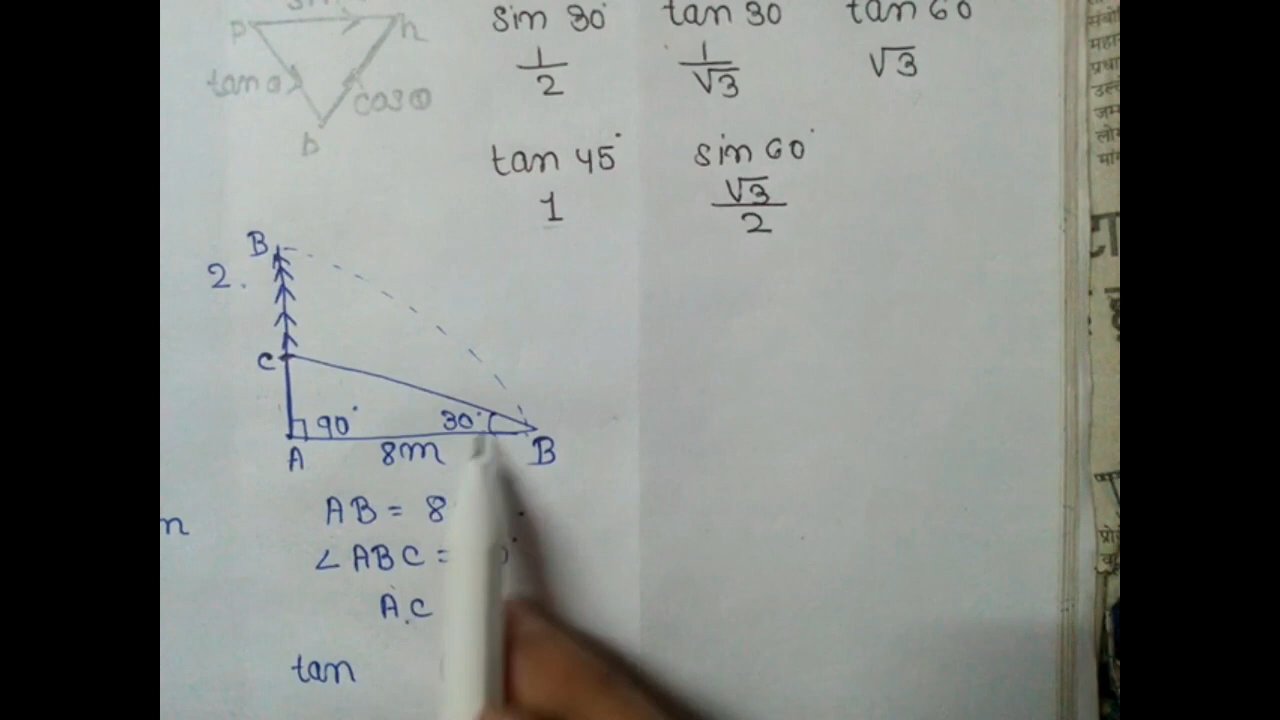 sin 30° tan 30 tan 60
1/2 1/√3 √3
tan 45° sin 60°
1 √3/2
p h
tan θ cos θ
b
2.
B
C
90° 30°
A 8m B
AB = 8
∠ABC =
AC
tan
n